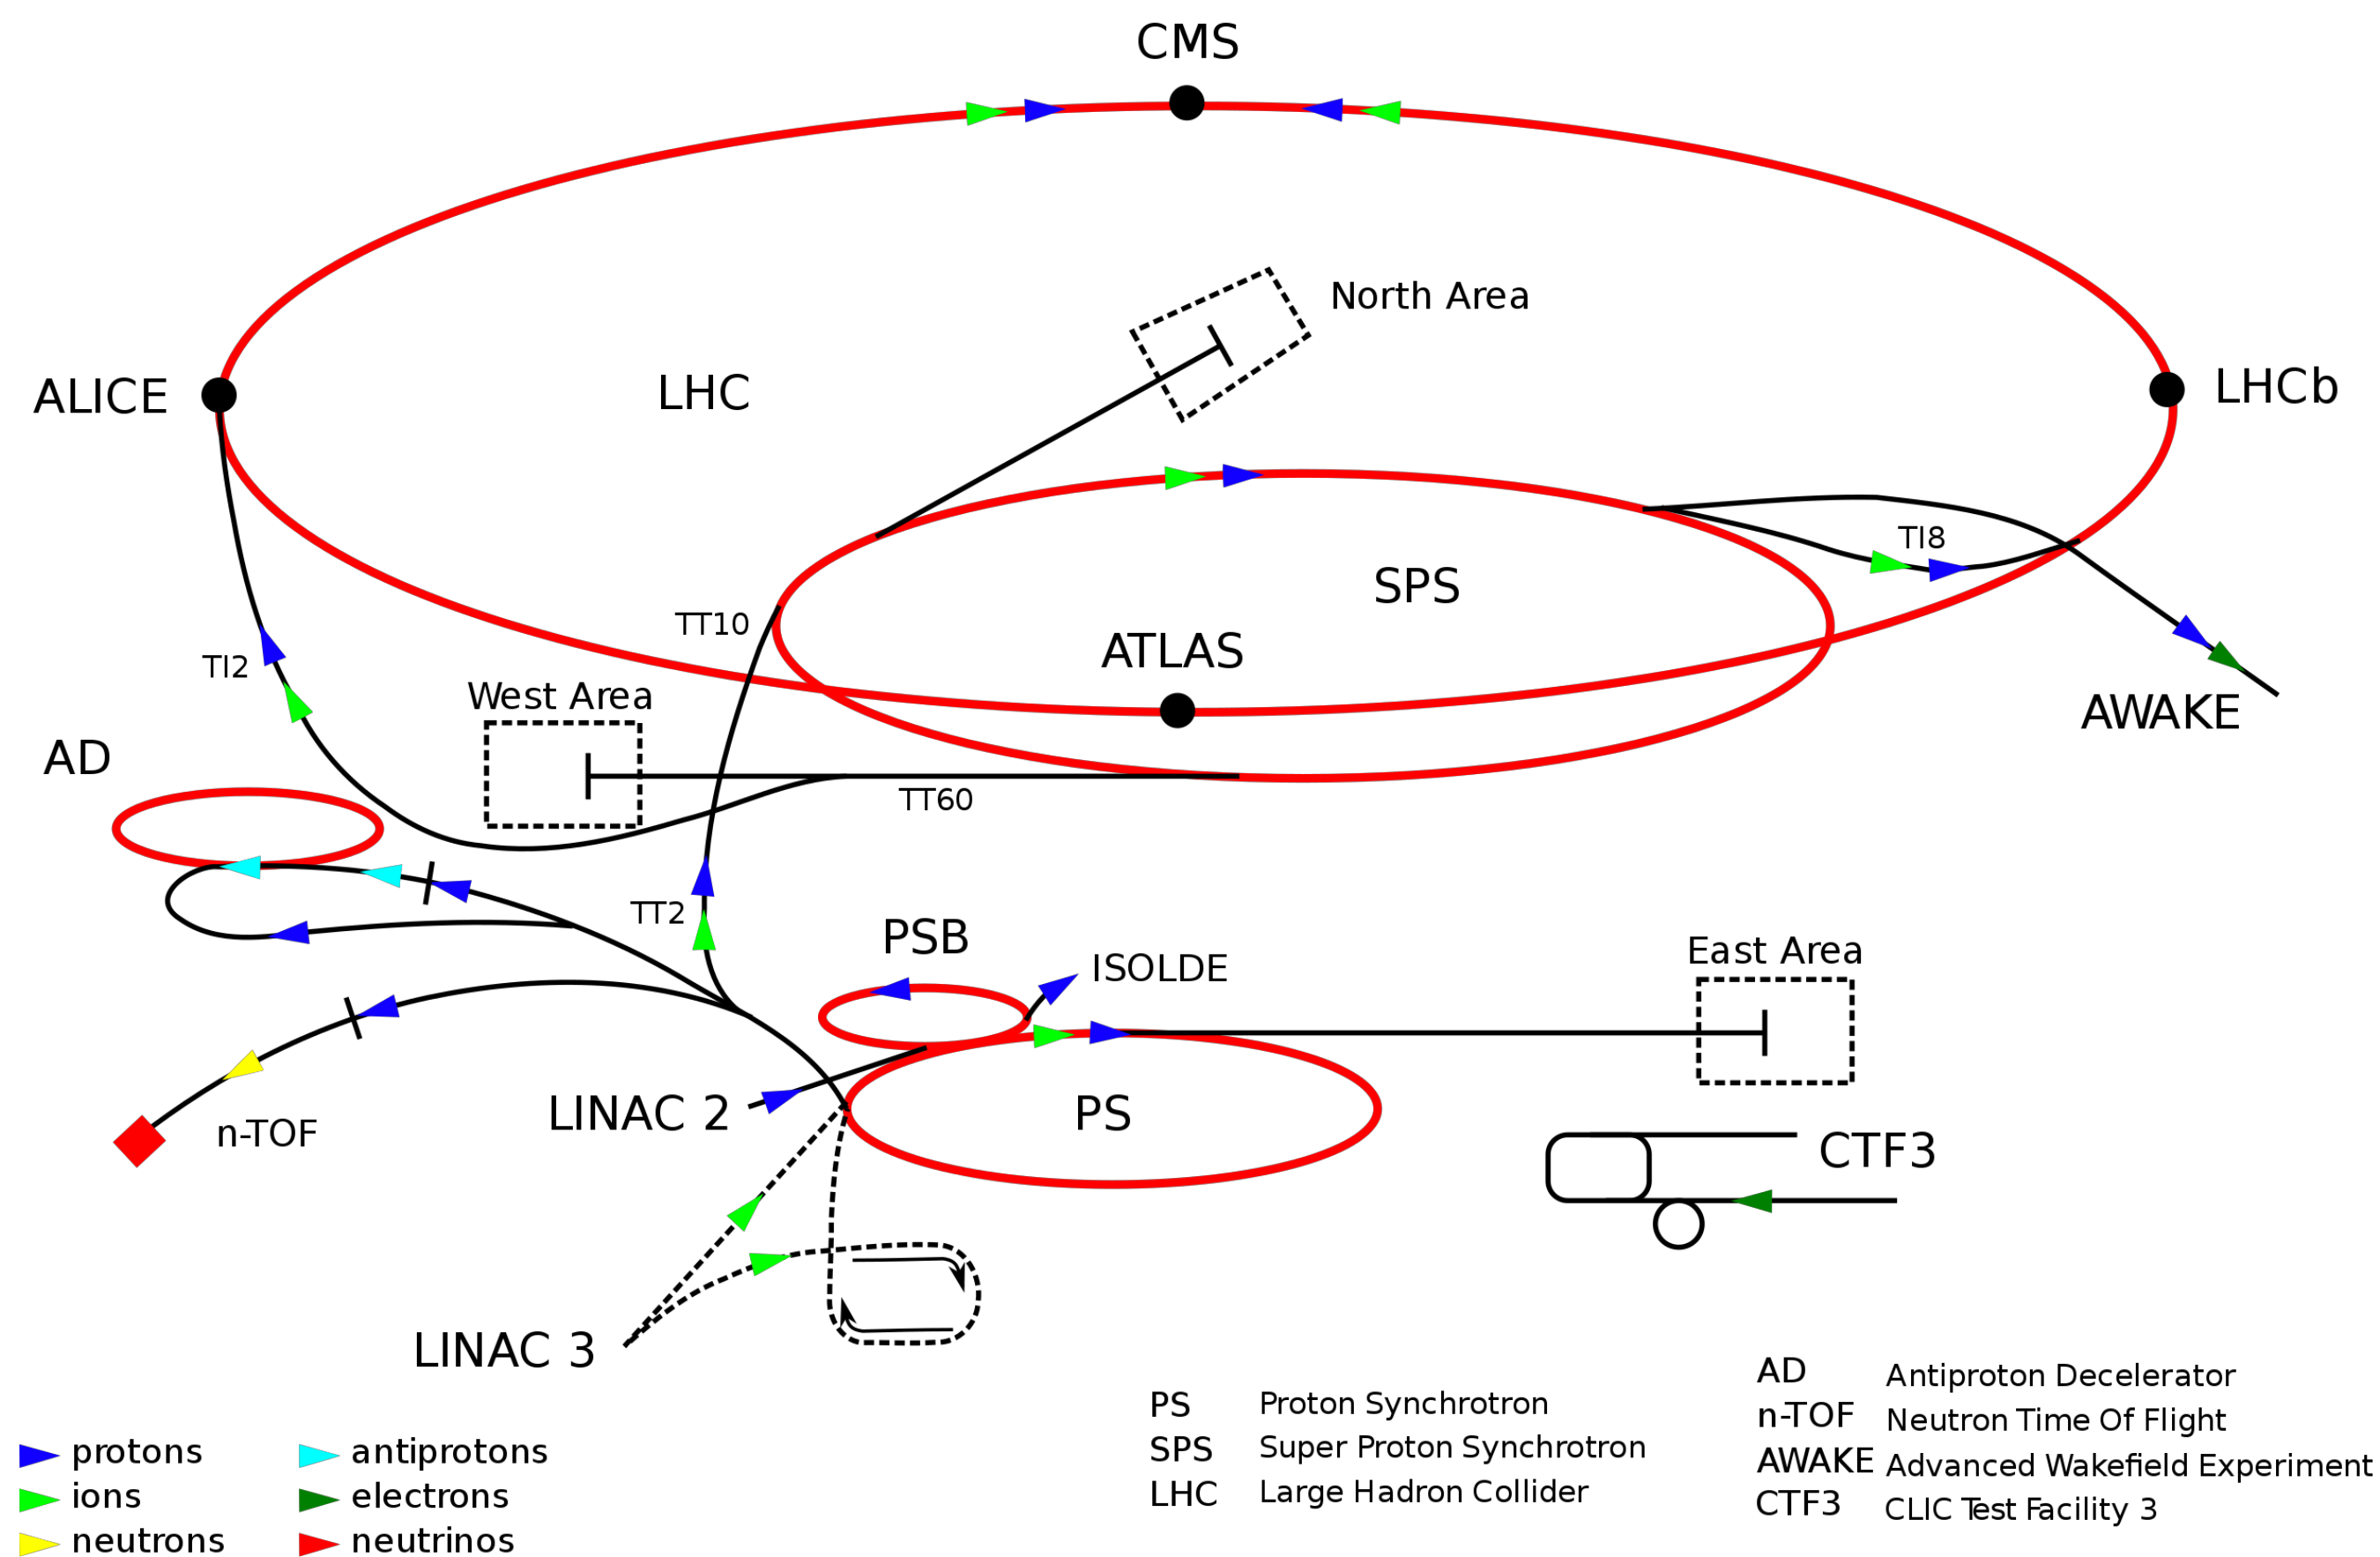 CMS
North Area
ALICE
LHC
LHCb
TI8
SPS
TT10
ATLAS
TI2
West Area
AWAKE
AD
TT60
TT2
PSB
ISOLDE
East Area
LINAC 2
PS
n-TOF
CTF3
LINAC 3
PS Proton Synchrotron
SPS Super Proton Synchrotron
LHC Large Hadron Collider
AD Antiproton Decelerator
n-TOF Neutron Time Of Flight
AWAKE Advanced Wakefield Experiment
CTF3 CLIC Test Facility 3
protons
ions
neutrons
antiprotons
electrons
neutrinos